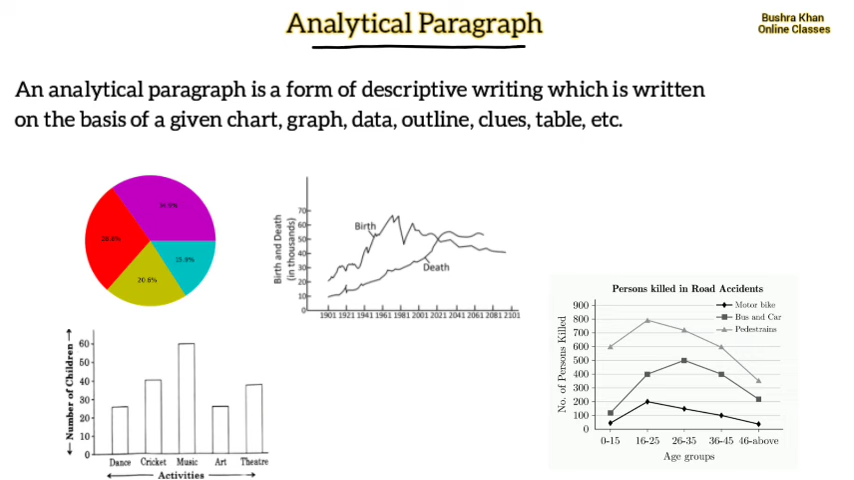 Analytical Paragraph
Bushra Khan
Online Classes
An analytical paragraph is a form of descriptive writing which is written
on the basis of a given chart, graph, data, outline, clues, table, etc.
28.8%
20.6%
15.9%
Birth and Death
(in thousands)
70
60
50
40
30
20
10
0
Birth
Death
1901 1921 1941 1961 1981 2001 2021 2041 2061 2081 2101
Number of Children
60
50
40
30
20
10
0
Dance Cricket Music Art Theatre
Activities
Persons killed in Road Accidents
Motor bike
Bus and Car
Pedestrains
No. of Persons Killed
900
800
700
600
500
400
300
200
100
0
0-15 16-25 26-35 36-45 46-above
Age groups